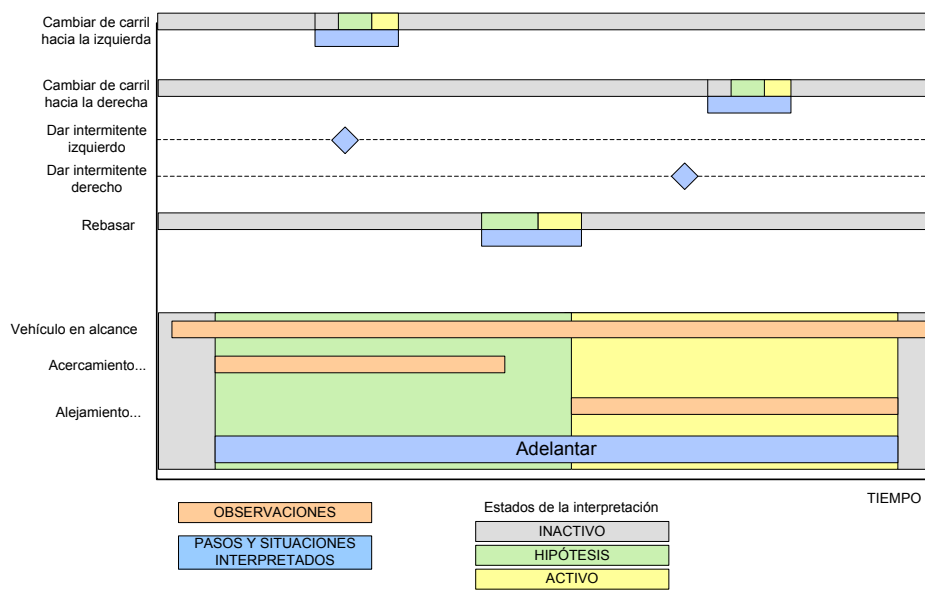 Cambiar de carril
hacia la izquierda
Cambiar de carril
hacia la derecha
Dar intermitente
izquierdo
Dar intermitente
derecho
Rebasar
Vehículo en alcance
Acercamiento...
Alejamiento...
Adelantar
TIEMPO
OBSERVACIONES
PASOS Y SITUACIONES
INTERPRETADOS
Estados de la interpretación
INACTIVO
HIPÓTESIS
ACTIVO